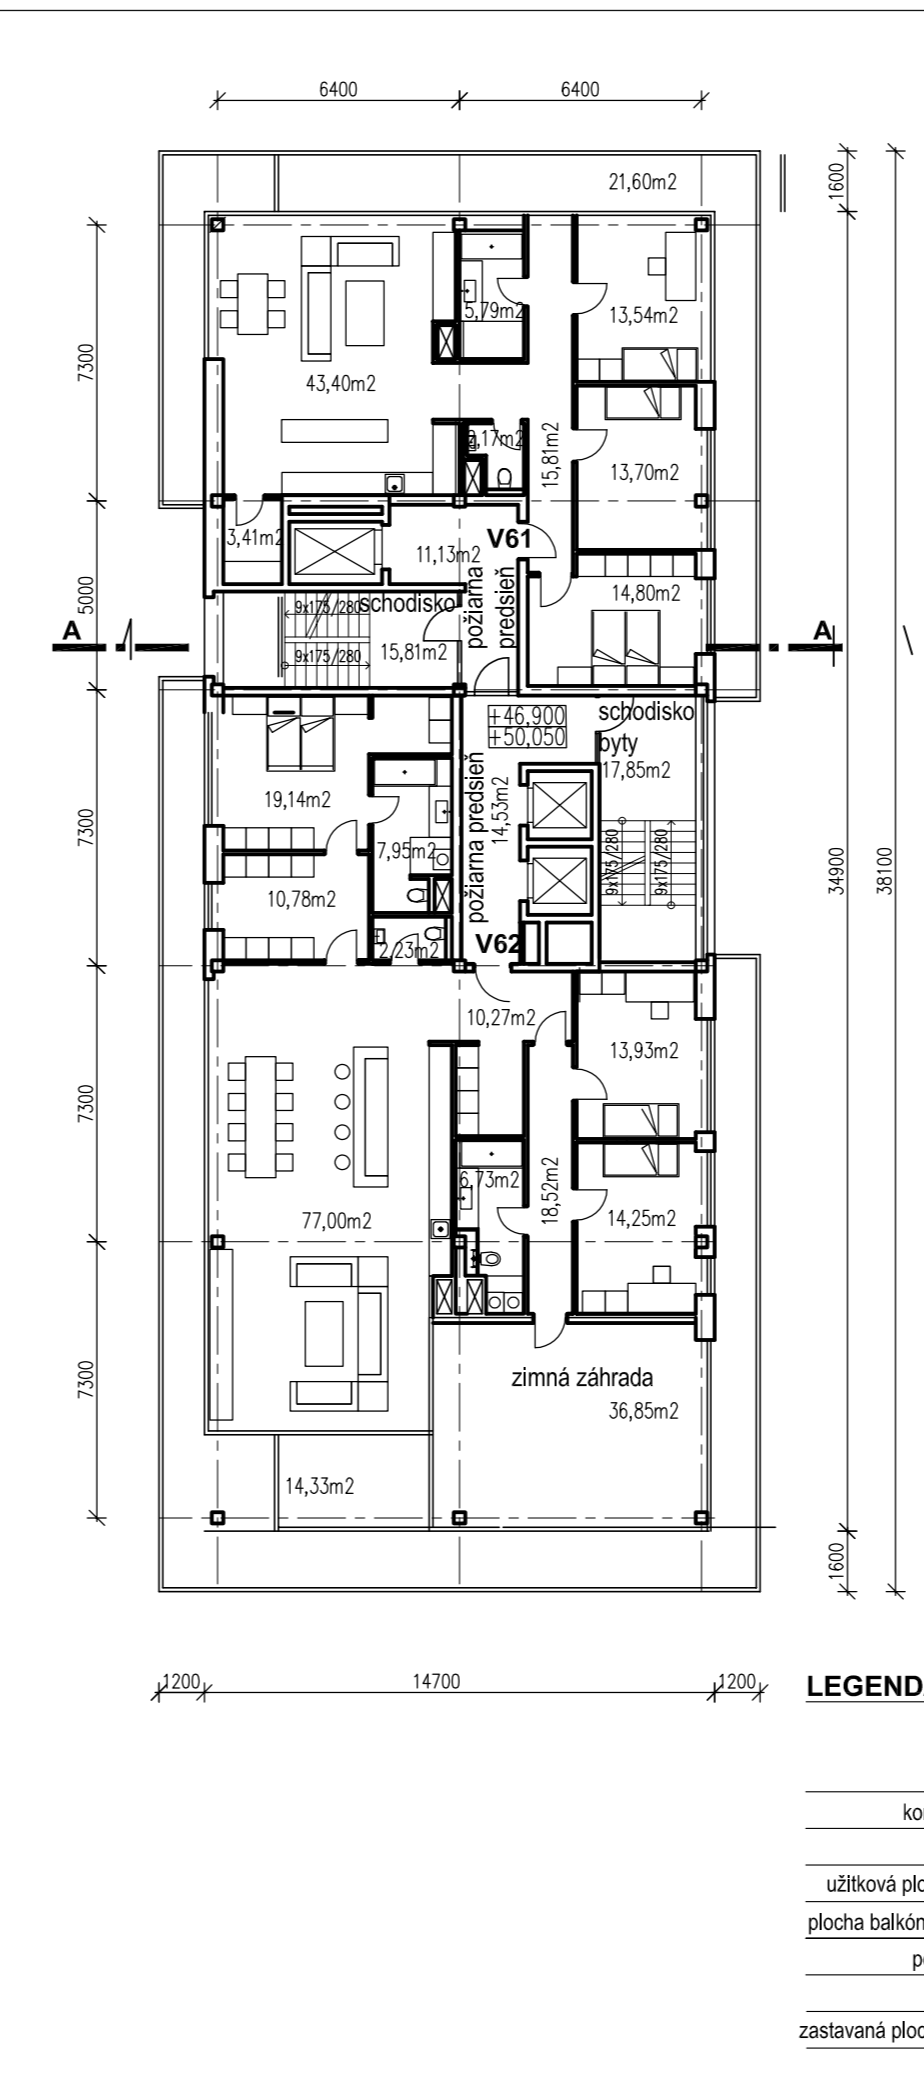 6400 6400
21,60m2
1600
5,79m2
13,54m2
7300
43,40m2
2,17m2
15,81m2
13,70m2
V61
3,41m2
11,13m2
požiarna
predsieň
14,80m2
5000
9x175/280
schodisko
A A
15,81m2
9x175/280
+46,900
+50,050
schodisko
byty
17,85m2
19,14m2
požiarna predsieň
14,53m2
7300
7,95m2
9x175/280
9x175/280
34900
38100
10,78m2
2,23m2
V62
10,27m2
13,93m2
7300
6,73m2
18,52m2
77,00m2
14,25m2
zimná záhrada
7300
36,85m2
14,33m2
1600
1200 14700 1200
LEGEND
užitková
plocha
zastavaná